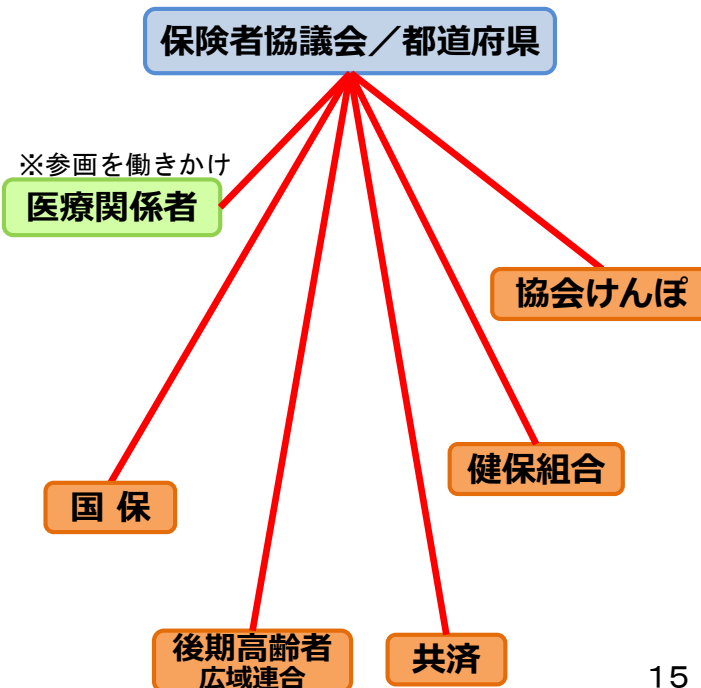 保険者協議会／都道府県
※参画を働きかけ
医療関係者
協会けんぽ
健保組合
国 保
後期高齢者
広域連合
共済
15